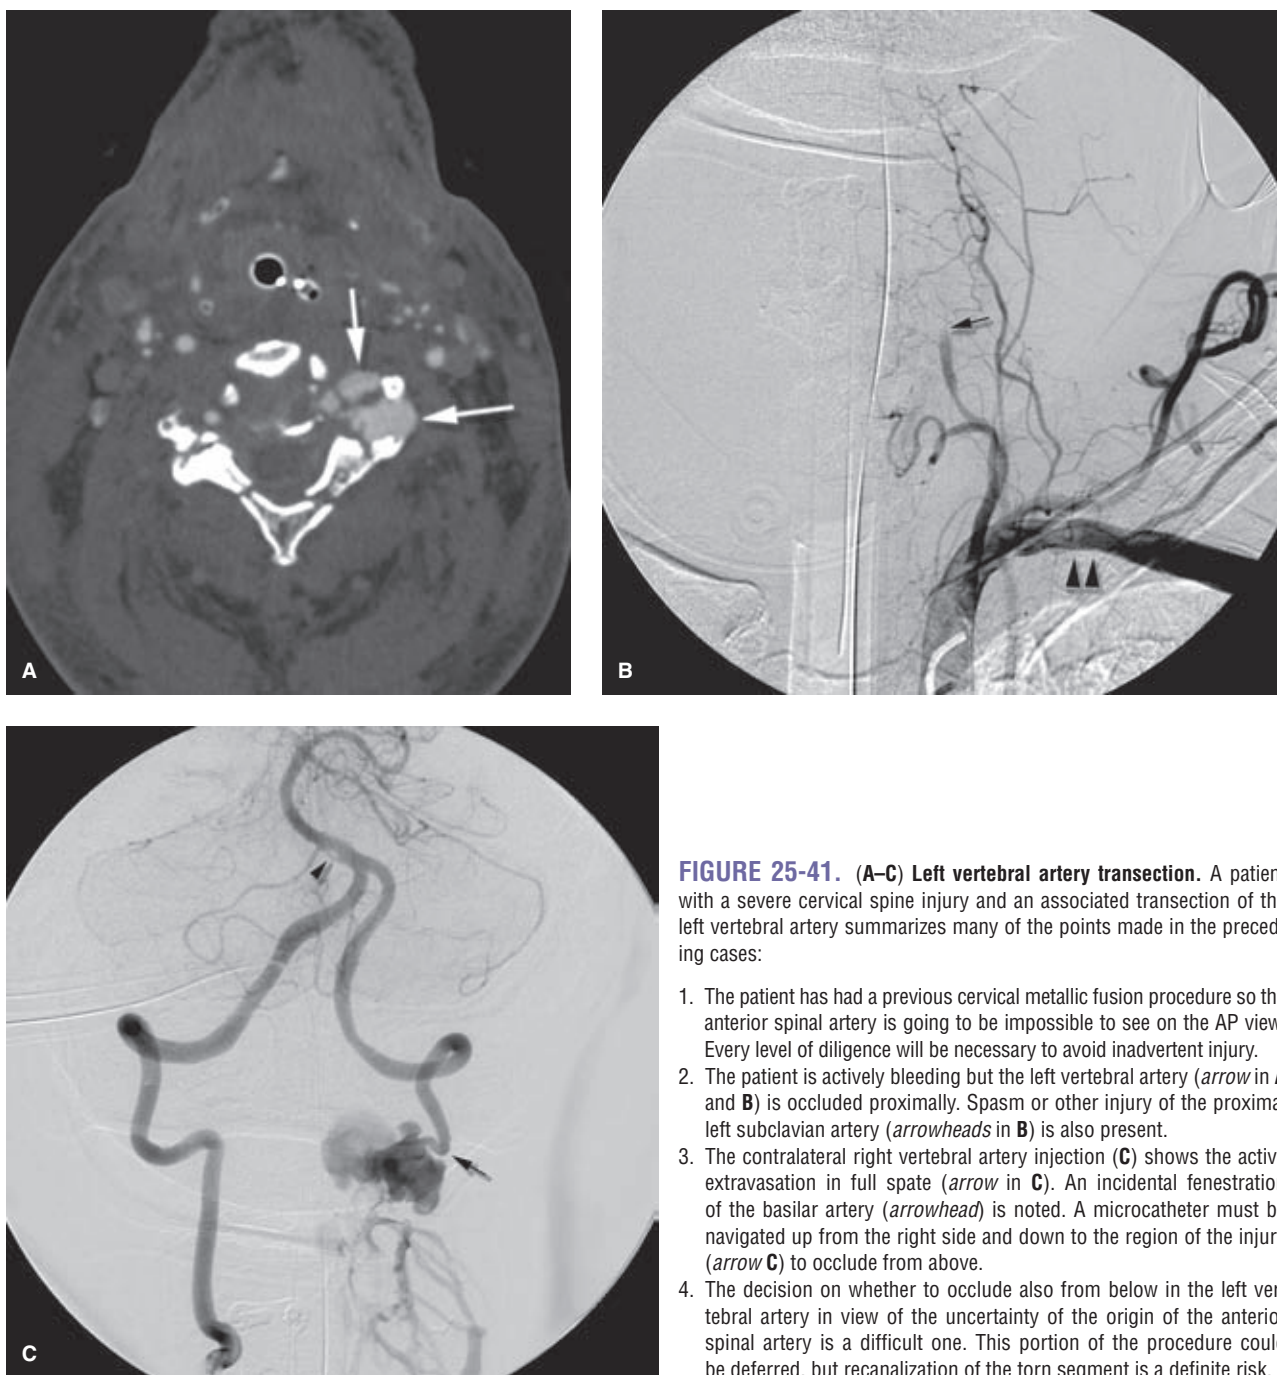 A
B
C
FIGURE 25-41. (A–C) Left vertebral artery transection. A patien
with a severe cervical spine injury and an associated transection of th
left vertebral artery summarizes many of the points made in the preced
ing cases:
1. The patient has had a previous cervical metallic fusion procedure so th
anterior spinal artery is going to be impossible to see on the AP view
Every level of diligence will be necessary to avoid inadvertent injury.
2. The patient is actively bleeding but the left vertebral artery (arrow in
and B) is occluded proximally. Spasm or other injury of the proxima
left subclavian artery (arrowheads in B) is also present.
3. The contralateral right vertebral artery injection (C) shows the activ
extravasation in full spate (arrow in C). An incidental fenestration
of the basilar artery (arrowhead) is noted. A microcatheter must b
navigated up from the right side and down to the region of the injur
(arrow C) to occlude from above.
4. The decision on whether to occlude also from below in the left ver
tebral artery in view of the uncertainty of the origin of the anterio
spinal artery is a difficult one. This portion of the procedure coul
be deferred, but recanalization of the torn segment is a definite risk.